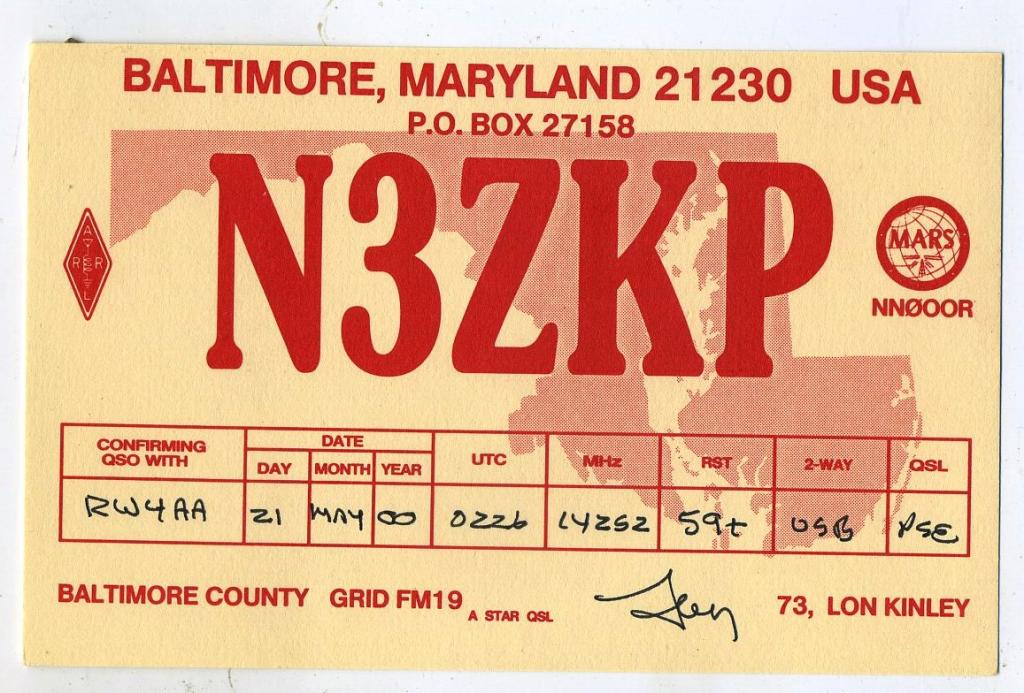 BALTIMORE, MARYLAND 21230 USA
P.O. BOX 27158
N3ZKP
A
R R
L
MARS
NNØOOR
CONFIRMING QSO WITH
DATE
DAY MONTH YEAR
UTC MHz RST 2-WAY QSL
RW4AA 21 MAY 00 0226 14252 59+ USB PSE
BALTIMORE COUNTY GRID FM19
A STAR QSL
73, LON KINLEY